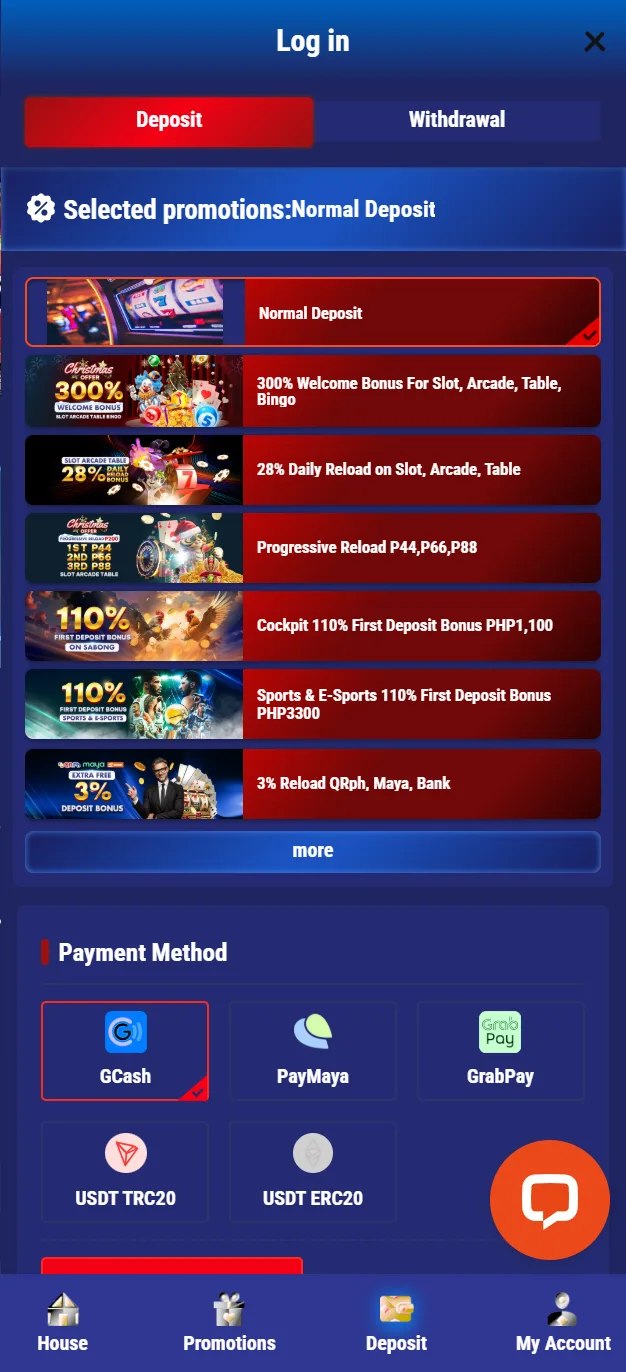 Log in
Deposit
Withdrawal
Selected promotions:Normal Deposit
Normal Deposit
Christmas
OFFER
300%
WELCOME BONUS
SLOT ARCADE TABLE BINGO
300% Welcome Bonus For Slot, Arcade, Table,
Bingo
SLOT ARCADE TABLE
28% DAILY
RELOAD
BONUS
28% Daily Reload on Slot, Arcade, Table
Christmas
OFFER
PROGRESSIVE RELOAD P200
1ST P44
2ND P66
3RD P88
SLOT ARCADE TABLE
Progressive Reload P44,P66,P88
110%
FIRST DEPOSIT BONUS
ON SABONG
Cockpit 110% First Deposit Bonus PHP1,100
110%
FIRST DEPOSIT BONUS
SPORTS & E-SPORTS
Sports & E-Sports 110% First Deposit Bonus
PHP3300
maya
EXTRA FREE
3%
DEPOSIT BONUS
3% Reload QRph, Maya, Bank
more
Payment Method
GCash
PayMaya
Grab
Pay
GrabPay
USDT TRC20
USDT ERC20
House
Promotions
Deposit
My Account